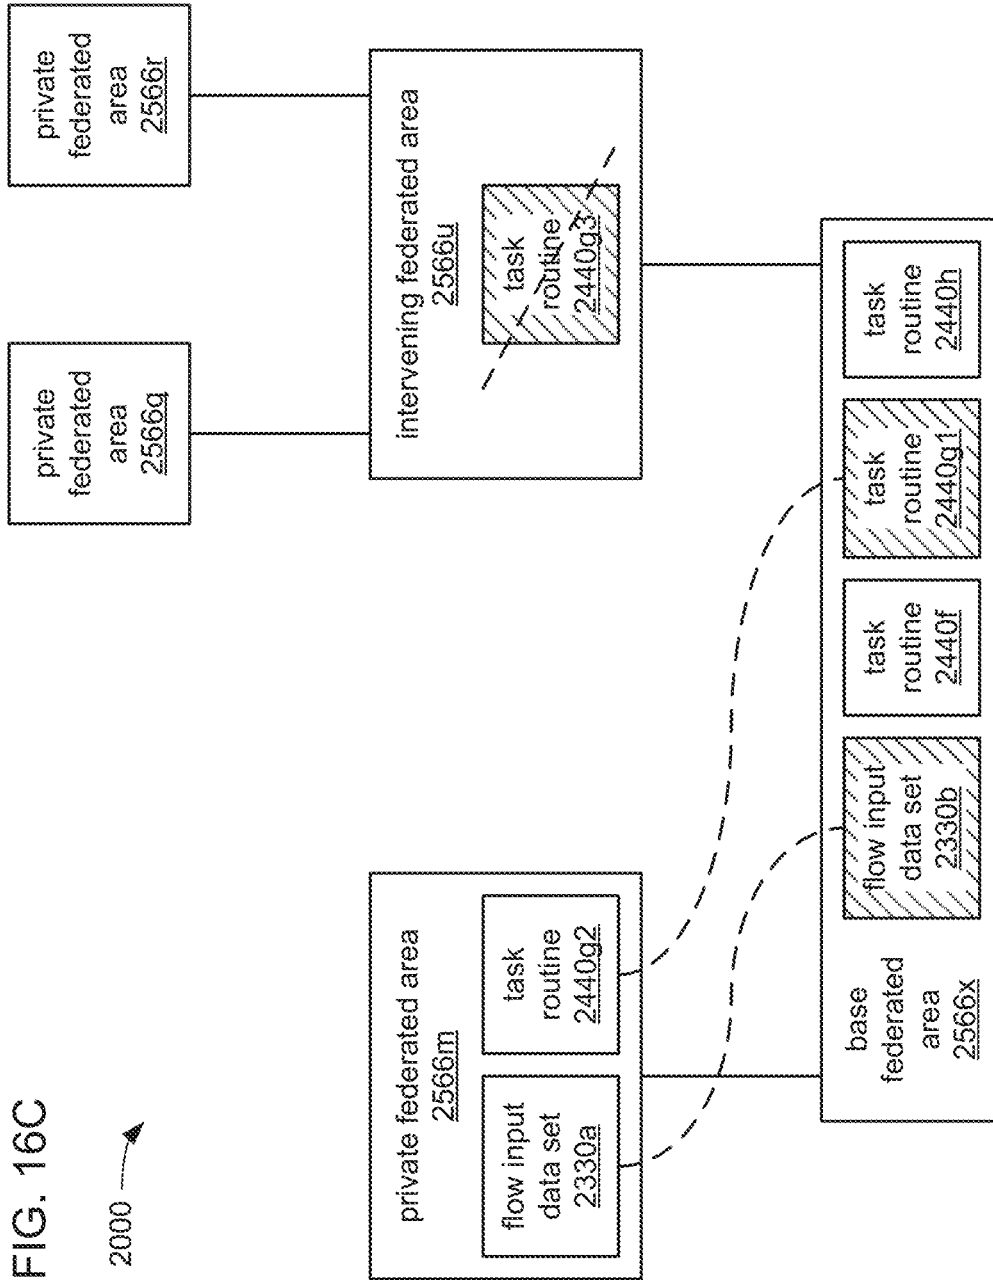 FIG. 16C
2000
private federated area
2566m
flow input
data set
2330a
task
routine
2440g2
private
federated
area
2566q
private
federated
area
2566r
intervening federated area
2566u
task
routine
2440g3
base
federated
area
2566x
flow input
data set
2330b
task
routine
2440f
task
routine
2440g1
task
routine
2440h